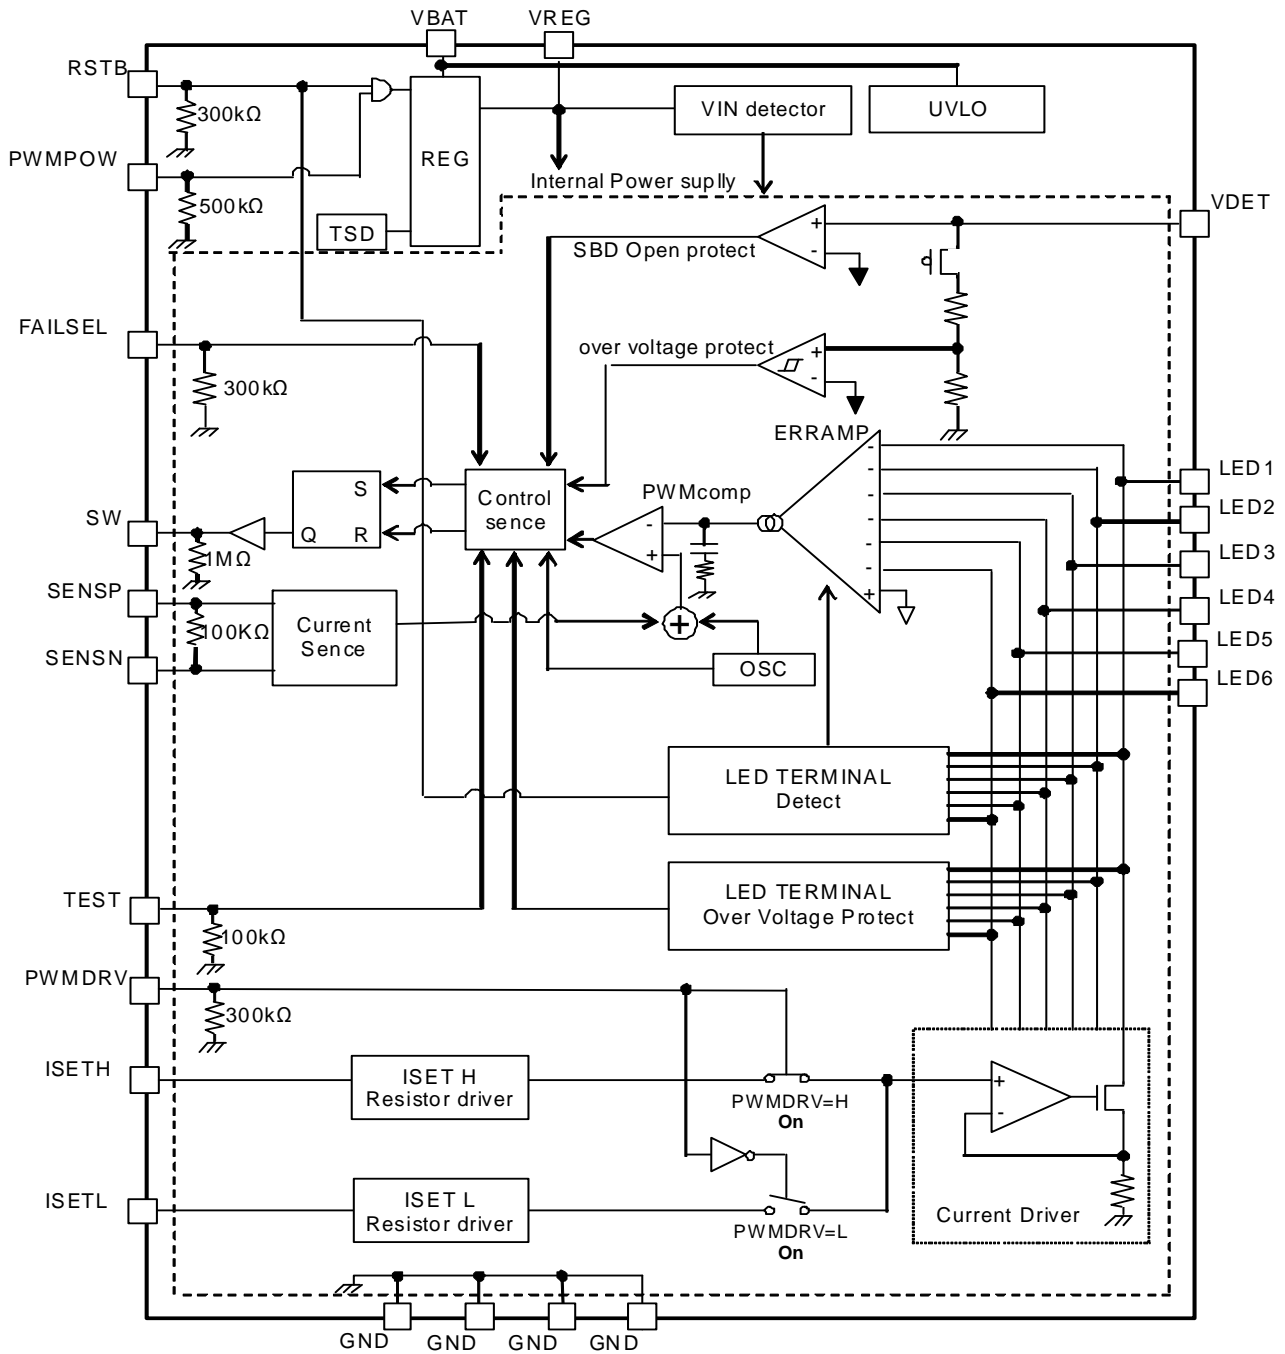 VBAT
VREG
RSTB
300kΩ
VIN detector
UVLO
PWMPOW
REG
Internal Power suplly
500kΩ
TSD
VDET
+
-
SBD Open protect
FAILSEL
over voltage protect
+
-
300kΩ
ERRAMP
-
-
-
-
-
-
+
LED1
LED2
LED3
LED4
LED5
LED6
S
Q
R
Control
sence
PWMcomp
-
+
SW
1MΩ
SENSP
100KΩ
SENSN
Current
Sence
+
OSC
LED TERMINAL
Detect
LED TERMINAL
Over Voltage Protect
TEST
100kΩ
PWMDRV
300kΩ
ISETH
ISET H
Resistor driver
PWMDRV=H
On
+
-
ISETL
ISET L
Resistor driver
PWMDRV=L
On
Current Driver
GND
GND
GND
GND